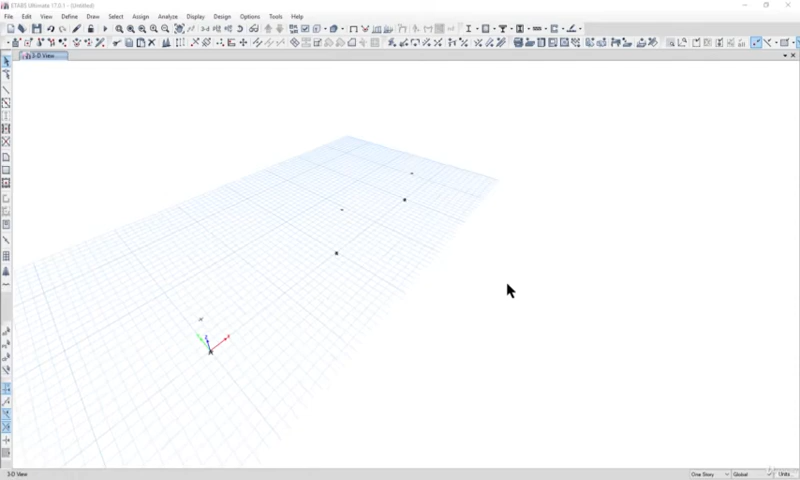 ETABS Ultimate 17.0.1 - (Untitled)
File Edit View Define Draw Select Assign Analyze Display Design Options Tools Help
3-D View
X
Z
3-D View One Story Global Units...